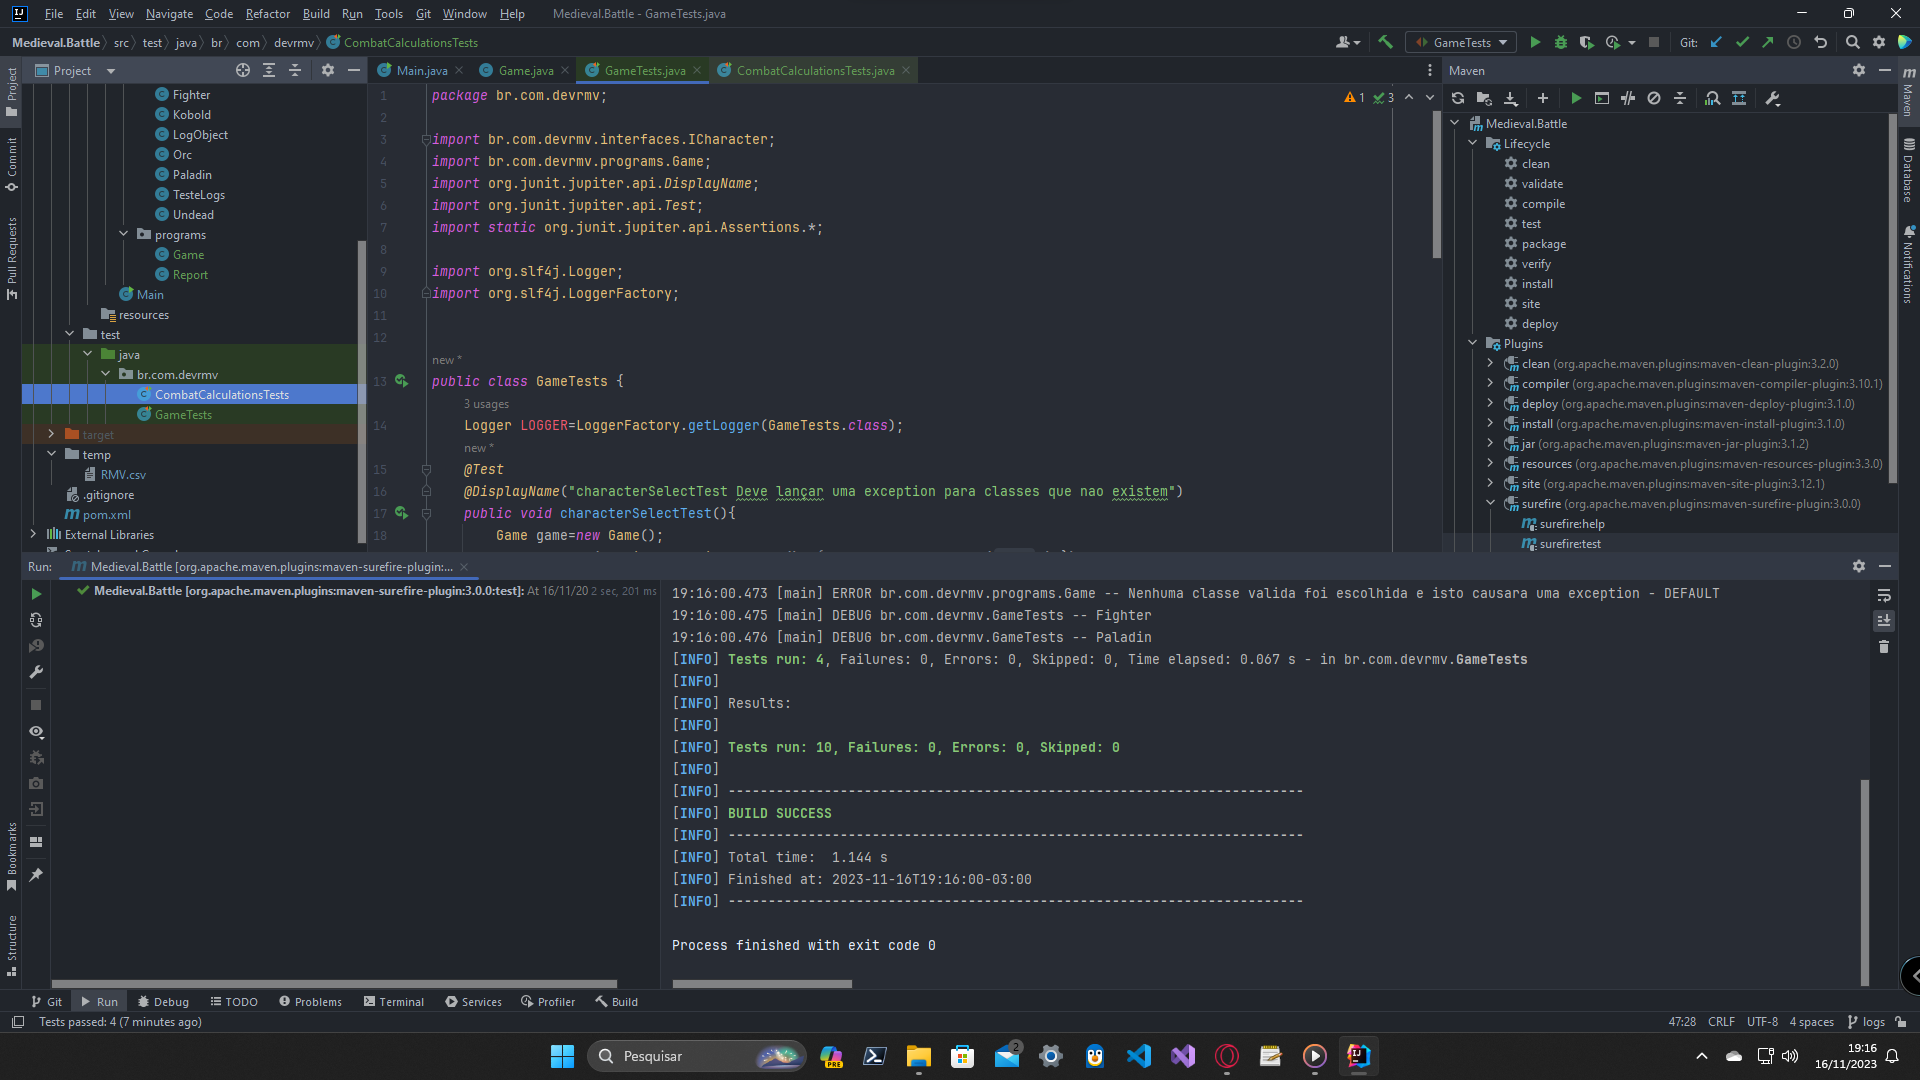 File Edit View Navigate Code Refactor Build Run Tools Git Window Help Medieval.Battle - GameTests.java
Medieval.Battle src test java br com devrmv CombatCalculationsTests GameTests Git:
Project
Main.java Game.java GameTests.java CombatCalculationsTests.java
Maven
Project
Commit
Pull Requests
Bookmarks
Structure
Fighter
Kobold
LogObject
Orc
Paladin
TesteLogs
Undead
programs
Game
Report
Main
resources
test
java
br.com.devrmv
CombatCalculationsTests
GameTests
target
temp
RMV.csv
.gitignore
pom.xml
External Libraries
1 package br.com.devrmv;
2
3 import br.com.devrmv.interfaces.ICharacter;
4 import br.com.devrmv.programs.Game;
5 import org.junit.jupiter.api.DisplayName;
6 import org.junit.jupiter.api.Test;
7 import static org.junit.jupiter.api.Assertions.*;
8
9 import org.slf4j.Logger;
10 import org.slf4j.LoggerFactory;
11
12
new *
13 public class GameTests {
3 usages
14 Logger LOGGER=LoggerFactory.getLogger(GameTests.class);
new *
15 @Test
16 @DisplayName("characterSelectTest Deve lançar uma exception para classes que nao existem")
17 public void characterSelectTest(){
18 Game game=new Game();
1 3
Medieval.Battle
Lifecycle
clean
validate
compile
test
package
verify
install
site
deploy
Plugins
clean (org.apache.maven.plugins:maven-clean-plugin:3.2.0)
compiler (org.apache.maven.plugins:maven-compiler-plugin:3.10.1)
deploy (org.apache.maven.plugins:maven-deploy-plugin:3.1.0)
install (org.apache.maven.plugins:maven-install-plugin:3.1.0)
jar (org.apache.maven.plugins:maven-jar-plugin:3.1.2)
resources (org.apache.maven.plugins:maven-resources-plugin:3.3.0)
site (org.apache.maven.plugins:maven-site-plugin:3.12.1)
surefire (org.apache.maven.plugins:maven-surefire-plugin:3.0.0)
surefire:help
surefire:test
Maven
Database
Notifications
Run: Medieval.Battle [org.apache.maven.plugins:maven-surefire-plugin:...
Medieval.Battle [org.apache.maven.plugins:maven-surefire-plugin:3.0.0:test]: At 16/11/20 2 sec, 201 ms
19:16:00.473 [main] ERROR br.com.devrmv.programs.Game -- Nenhuma classe valida foi escolhida e isto causara uma exception - DEFAULT
19:16:00.475 [main] DEBUG br.com.devrmv.GameTests -- Fighter
19:16:00.476 [main] DEBUG br.com.devrmv.GameTests -- Paladin
[INFO] Tests run: 4, Failures: 0, Errors: 0, Skipped: 0, Time elapsed: 0.067 s - in br.com.devrmv.GameTests
[INFO]
[INFO] Results:
[INFO]
[INFO] Tests run: 10, Failures: 0, Errors: 0, Skipped: 0
[INFO]
[INFO] ------------------------------------------------------------------------
[INFO] BUILD SUCCESS
[INFO] ------------------------------------------------------------------------
[INFO] Total time:  1.144 s
[INFO] Finished at: 2023-11-16T19:16:00-03:00
[INFO] ------------------------------------------------------------------------
Process finished with exit code 0
Git Run Debug TODO Problems Terminal Services Profiler Build
Tests passed: 4 (7 minutes ago) 47:28 CRLF UTF-8 4 spaces logs
Pesquisar PRE 2 19:16
16/11/2023